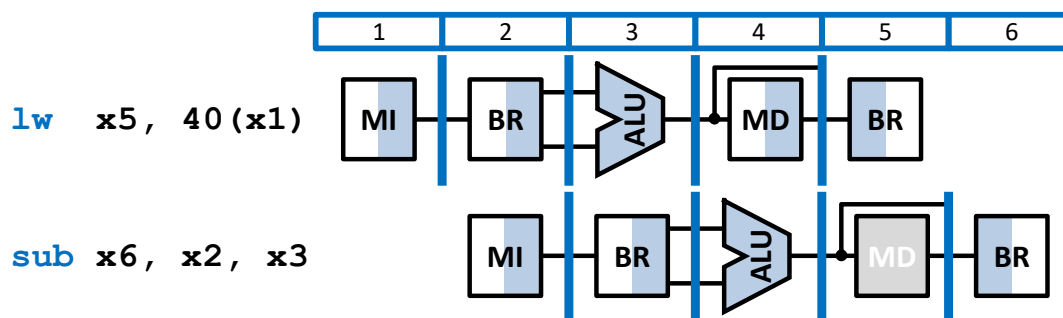 1 2 3 4 5 6
lw x5, 40(x1) MI BR ALU MD BR
sub x6, x2, x3 MI BR ALU MD BR